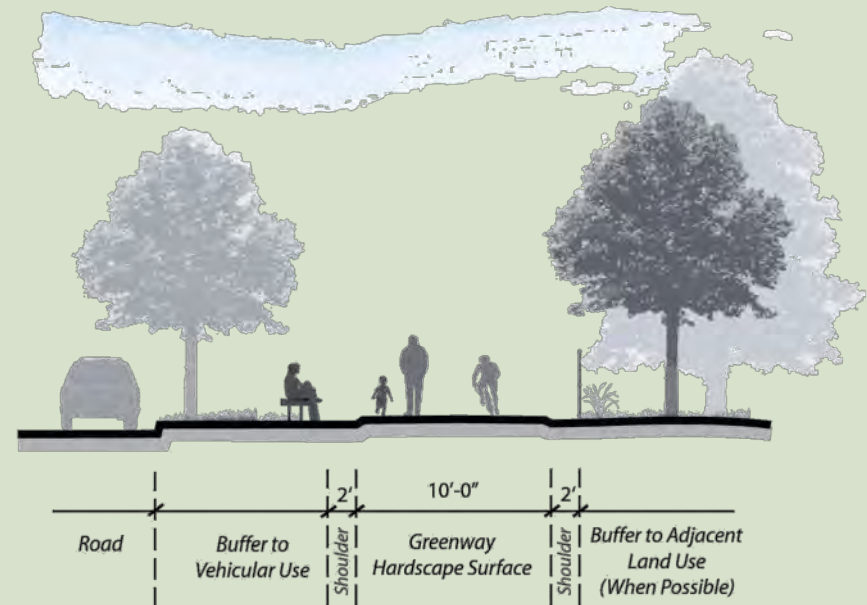 2' 10'-0" 2'
Road
Buffer to
Vehicular Use
Shoulder
Greenway
Hardscape Surface
Shoulder
Buffer to Adjacent
Land Use
(When Possible)